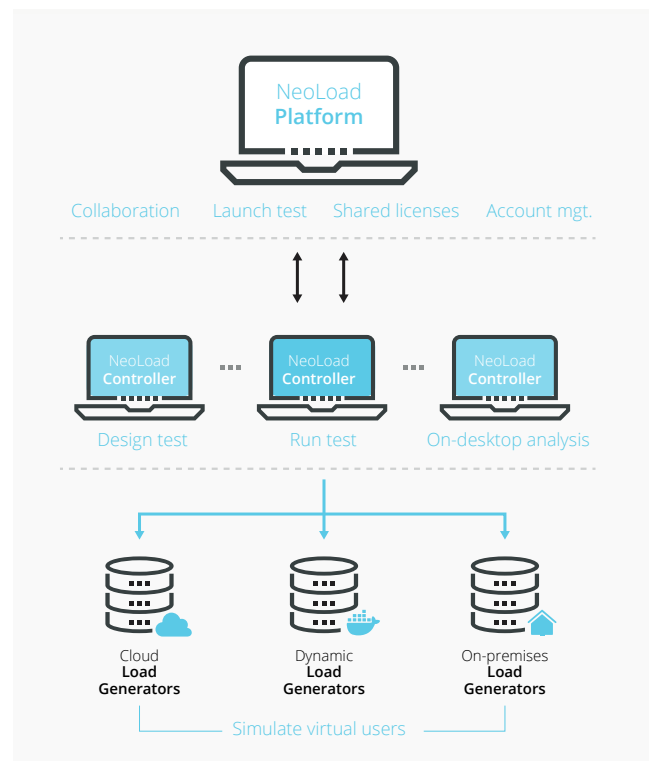 NeoLoad
Platform
Collaboration Launch test Shared licenses Account mgt.
NeoLoad NeoLoad NeoLoad
Controller Controller Controller
Design test Run test On-desktop analysis
Cloud Dynamic On-premises
Load Load Load
Generators Generators Generators
Simulate virtual users